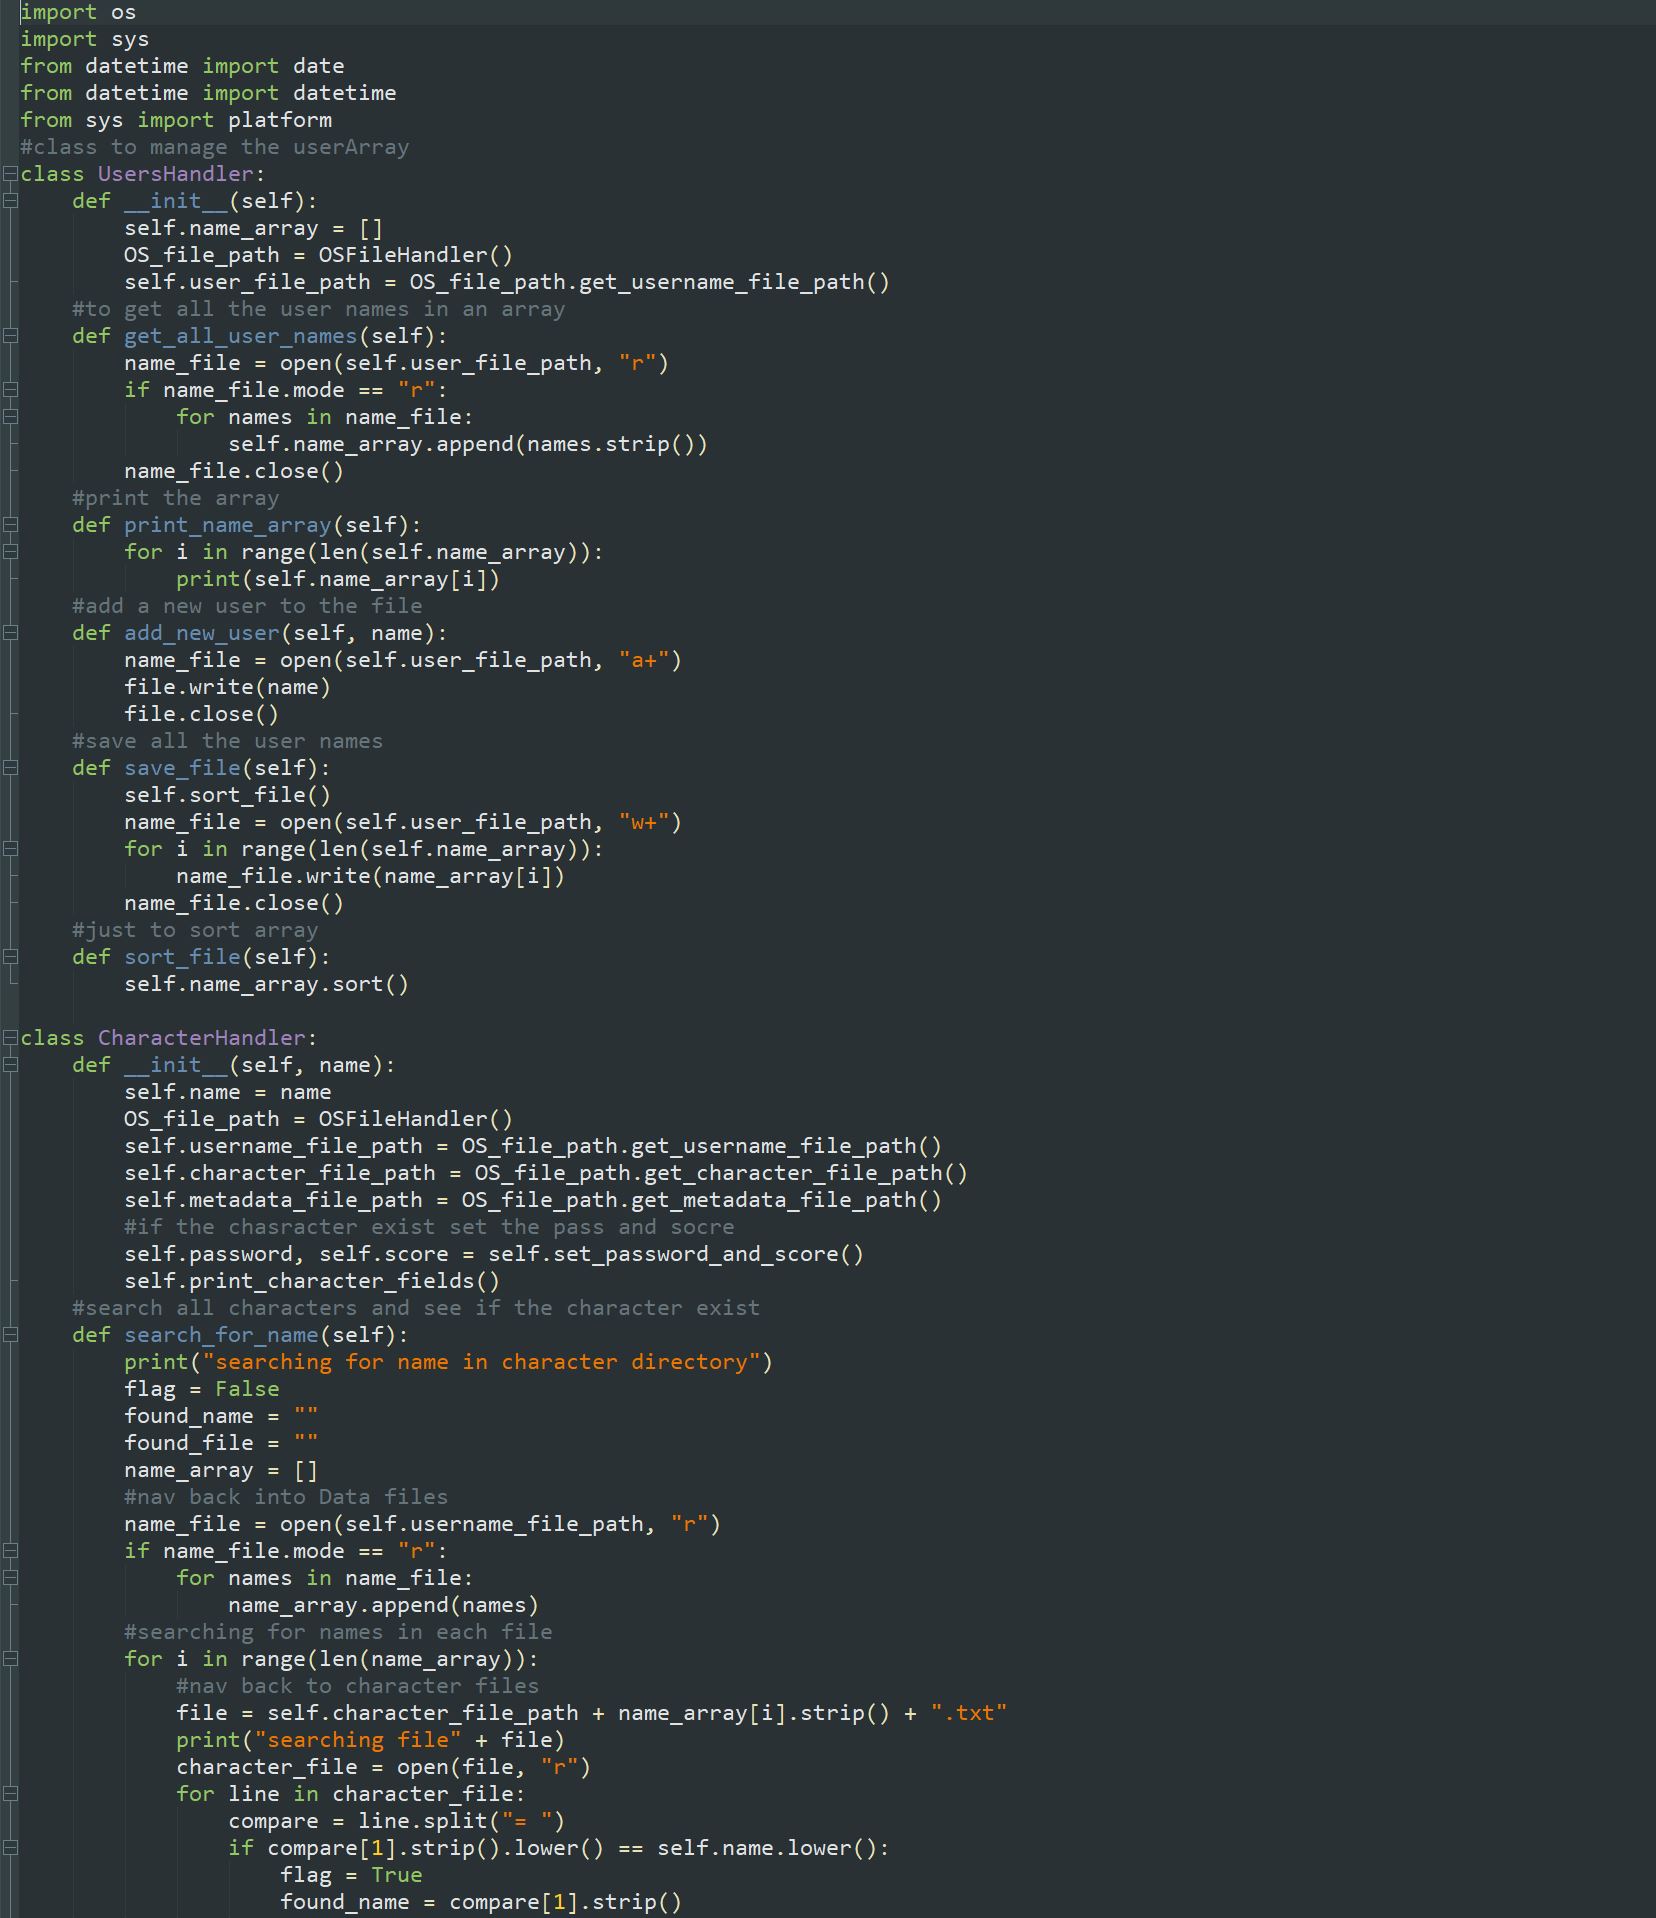 import os
import sys
from datetime import date
from datetime import datetime
from sys import platform
#class to manage the userArray
class UsersHandler:
    def __init__(self):
        self.name_array = []
        OS_file_path = OSFileHandler()
        self.user_file_path = OS_file_path.get_username_file_path()
    #to get all the user names in an array
    def get_all_user_names(self):
        name_file = open(self.user_file_path, "r")
        if name_file.mode == "r":
            for names in name_file:
                self.name_array.append(names.strip())
        name_file.close()
    #print the array
    def print_name_array(self):
        for i in range(len(self.name_array)):
            print(self.name_array[i])
    #add a new user to the file
    def add_new_user(self, name):
        name_file = open(self.user_file_path, "a+")
        file.write(name)
        file.close()
    #save all the user names
    def save_file(self):
        self.sort_file()
        name_file = open(self.user_file_path, "w+")
        for i in range(len(self.name_array)):
            name_file.write(name_array[i])
        name_file.close()
    #just to sort array
    def sort_file(self):
        self.name_array.sort()

class CharacterHandler:
    def __init__(self, name):
        self.name = name
        OS_file_path = OSFileHandler()
        self.username_file_path = OS_file_path.get_username_file_path()
        self.character_file_path = OS_file_path.get_character_file_path()
        self.metadata_file_path = OS_file_path.get_metadata_file_path()
        #if the chasracter exist set the pass and socre
        self.password, self.score = self.set_password_and_score()
        self.print_character_fields()
    #search all characters and see if the character exist
    def search_for_name(self):
        print("searching for name in character directory")
        flag = False
        found_name = ""
        found_file = ""
        name_array = []
        #nav back into Data files
        name_file = open(self.username_file_path, "r")
        if name_file.mode == "r":
            for names in name_file:
                name_array.append(names)
        #searching for names in each file
        for i in range(len(name_array)):
            #nav back to character files
            file = self.character_file_path + name_array[i].strip() + ".txt"
            print("searching file" + file)
            character_file = open(file, "r")
            for line in character_file:
                compare = line.split("= ")
                if compare[1].strip().lower() == self.name.lower():
                    flag = True
                    found_name = compare[1].strip()